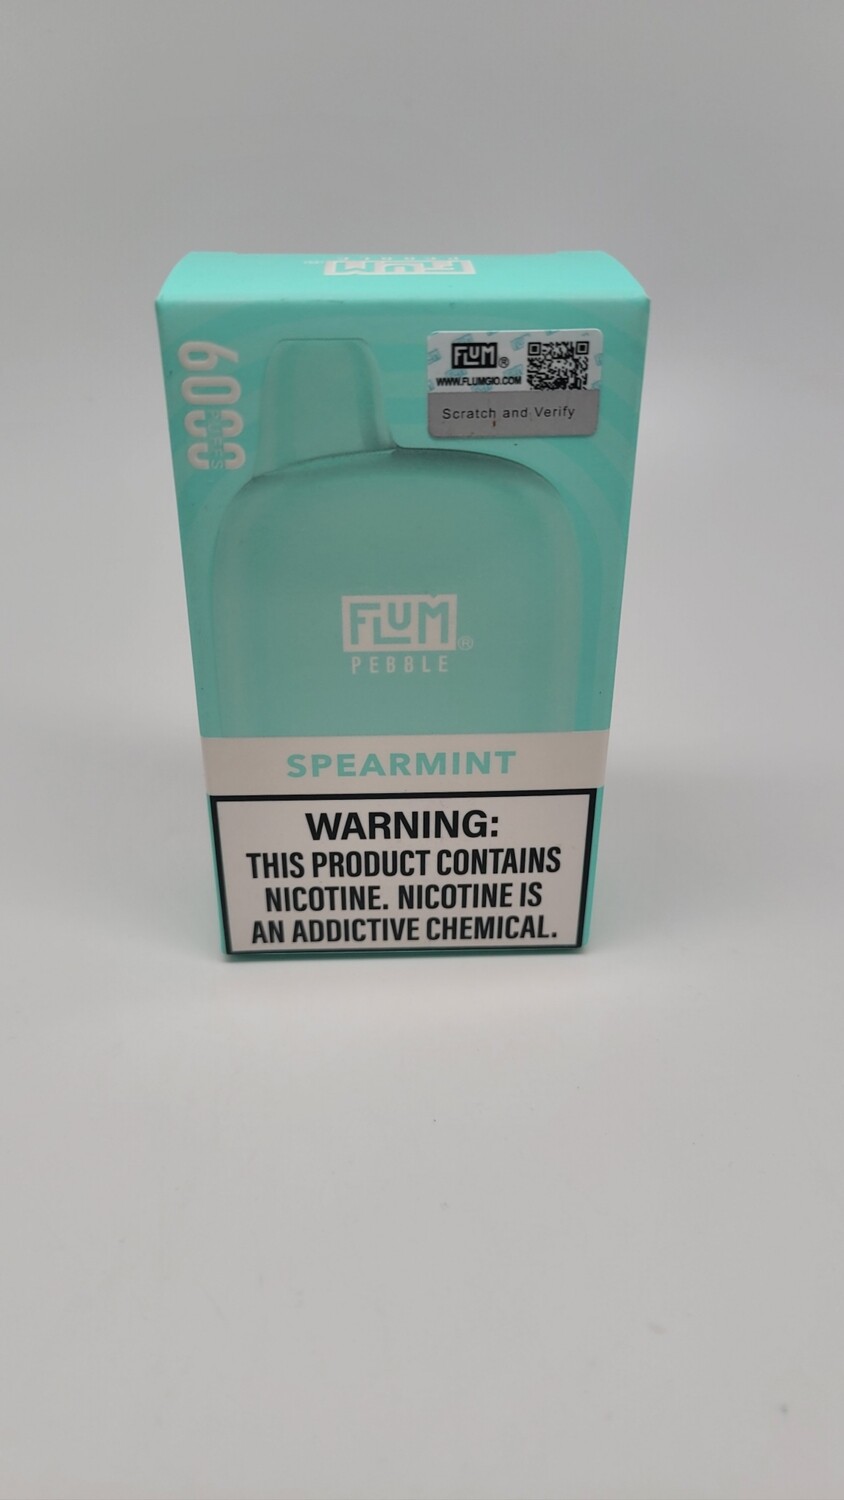 FLUM
PEBBLE
6000
PUFFS
FLUM®
WWW.FLUMGIO.COM
Scratch and Verify
FLUM®
PEBBLE
SPEARMINT
WARNING:
THIS PRODUCT CONTAINS
NICOTINE. NICOTINE IS
AN ADDICTIVE CHEMICAL.